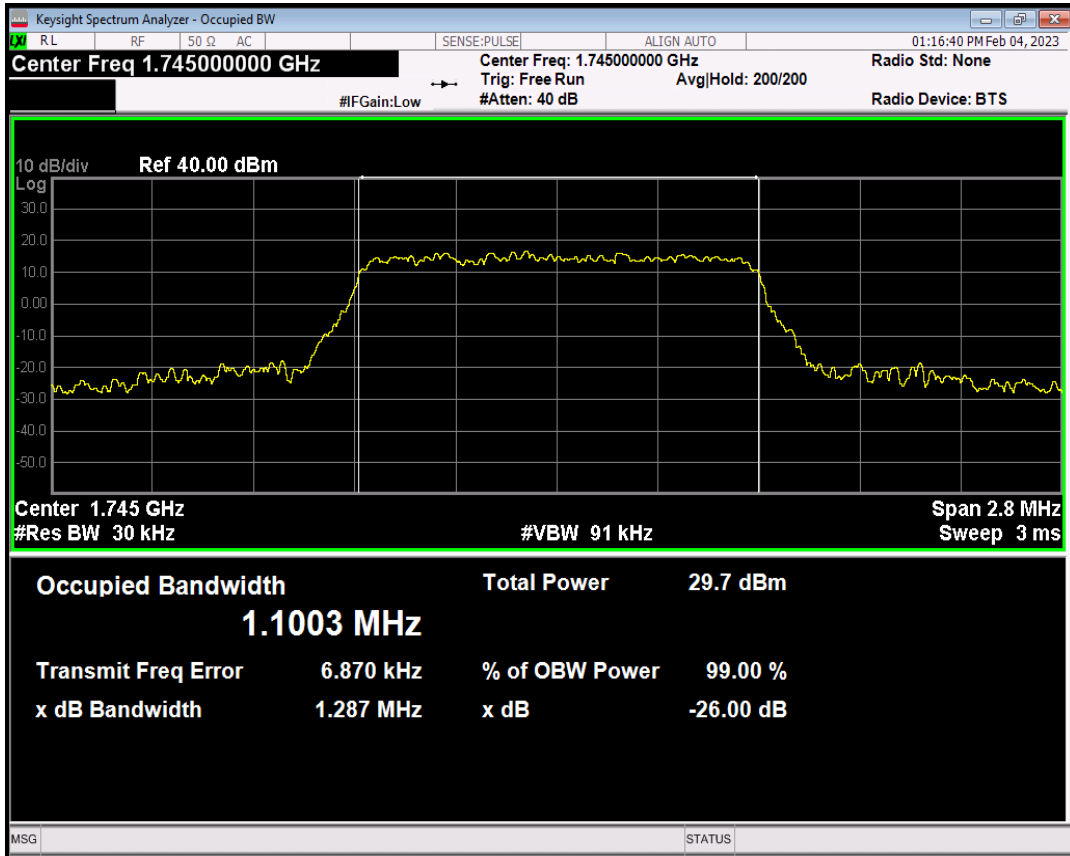 Keysight Spectrum Analyzer - Occupied BW
LXI RL RF 50 Ω AC SENSE:PULSE ALIGN AUTO 01:16:40 PM Feb 04, 2023
Center Freq 1.745000000 GHz
Center Freq: 1.745000000 GHz Radio Std: None
Trig: Free Run Avg|Hold: 200/200
#IFGain:Low #Atten: 40 dB Radio Device: BTS
10 dB/div Ref 40.00 dBm
Log
30.0
20.0
10.0
0.00
-10.0
-20.0
-30.0
-40.0
-50.0
Center 1.745 GHz Span 2.8 MHz
#Res BW 30 kHz #VBW 91 kHz Sweep 3 ms
Occupied Bandwidth Total Power 29.7 dBm
1.1003 MHz
Transmit Freq Error 6.870 kHz % of OBW Power 99.00 %
x dB Bandwidth 1.287 MHz x dB -26.00 dB
MSG STATUS